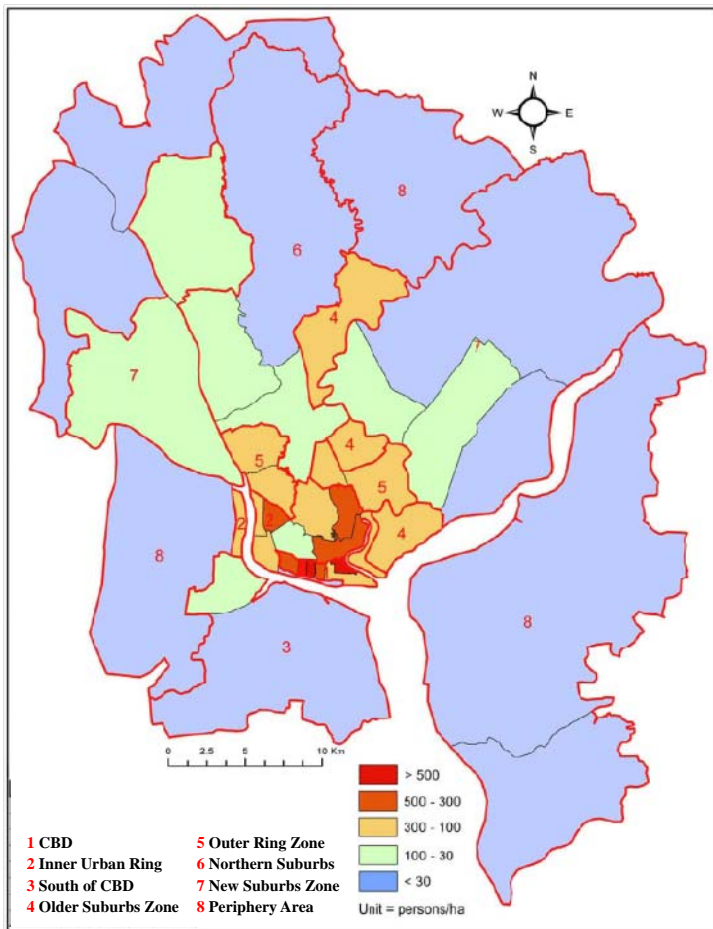 N
W E
S
8
6
4
7
7
4
5
5
2 2
4
8
8
3
0 2.5 5 10 Km
> 500
500 - 300
300 - 100
100 - 30
< 30
Unit = persons/ha
1 CBD
2 Inner Urban Ring
3 South of CBD
4 Older Suburbs Zone
5 Outer Ring Zone
6 Northern Suburbs
7 New Suburbs Zone
8 Periphery Area